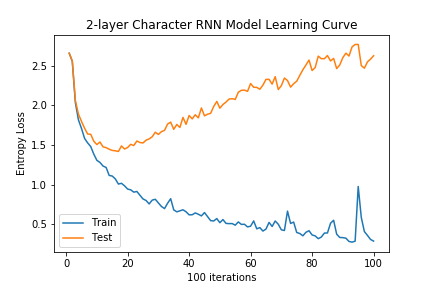 2-layer Character RNN Model Learning Curve
Entropy Loss
2.5
2.0
1.5
1.0
0.5
Train
Test
0
20
40
60
80
100
100 iterations